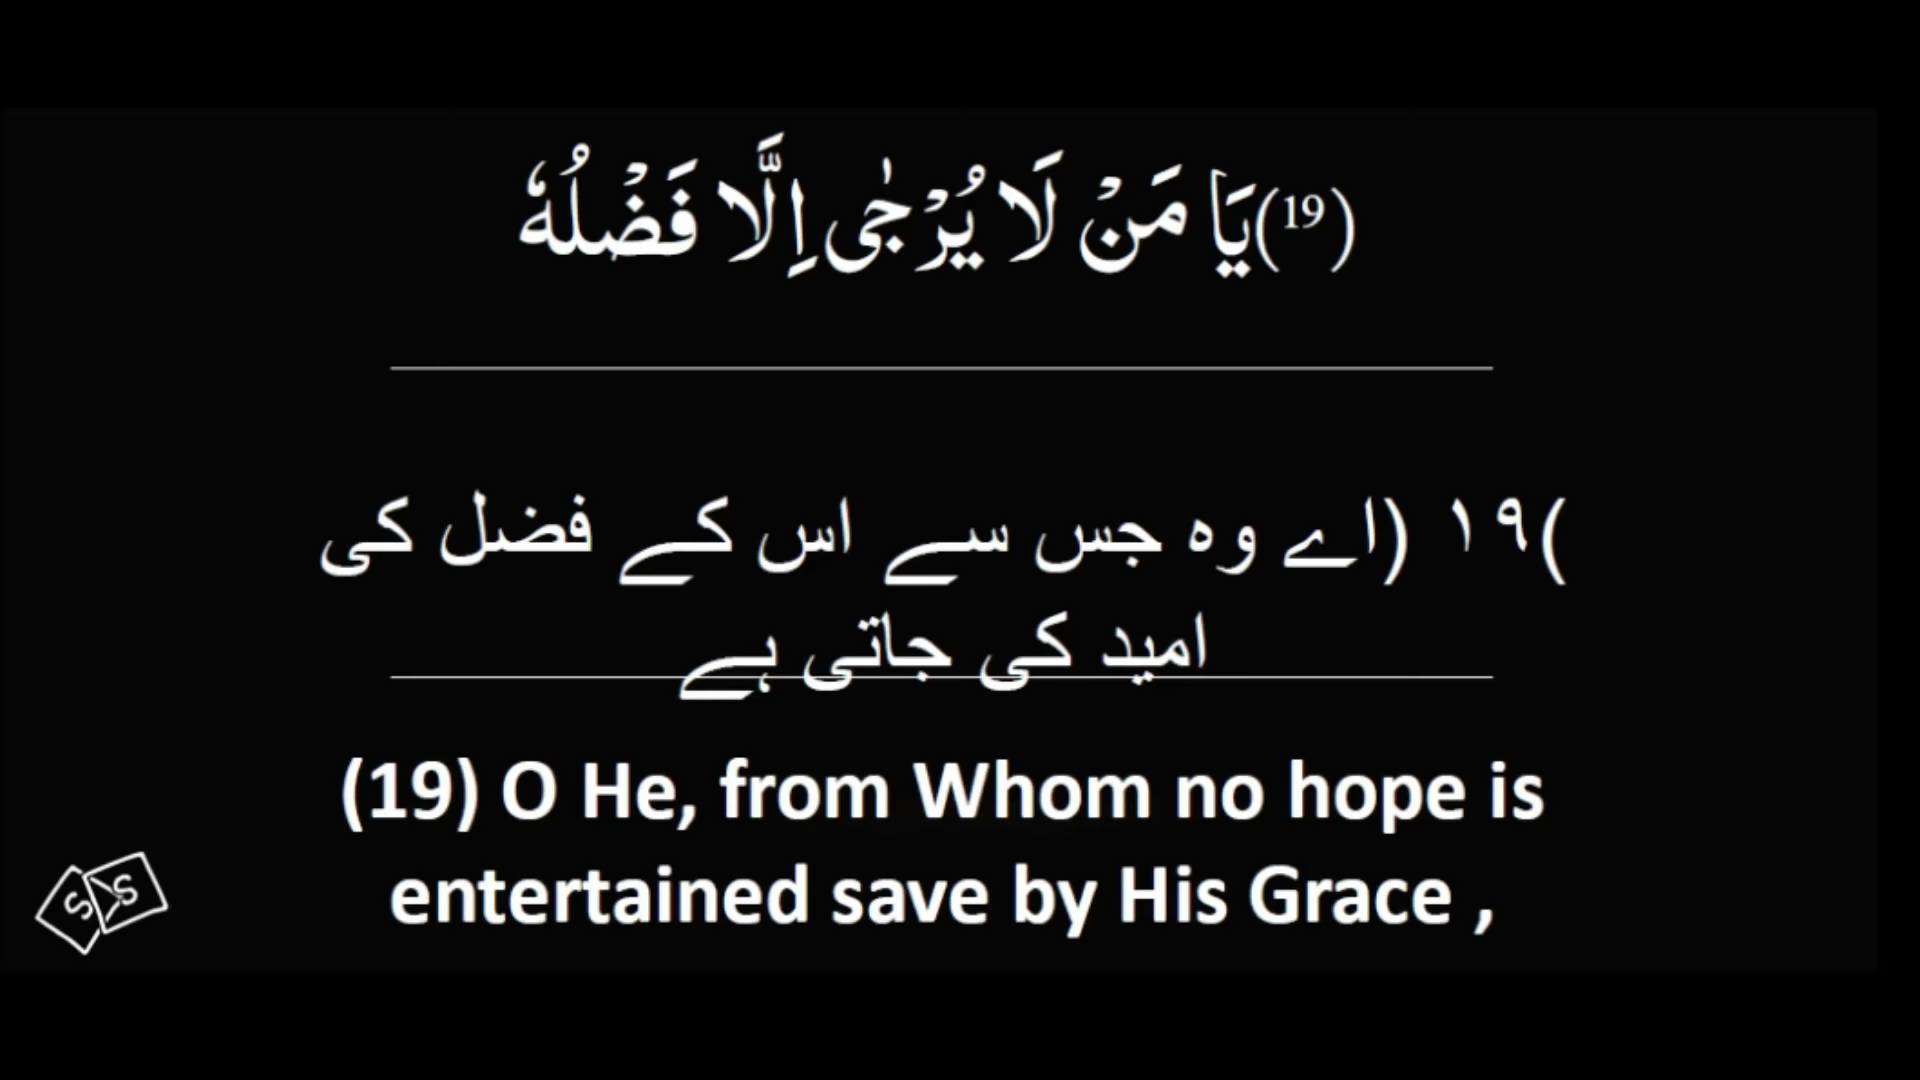 (19)يَا مَنْ لَا يُرْجٰى اِلَّا فَضْلُهٗ
)١٩ (اے وہ جس سے اس کے فضل کی
امید کی جاتی ہے
(19) O He, from Whom no hope is
entertained save by His Grace ,
S S